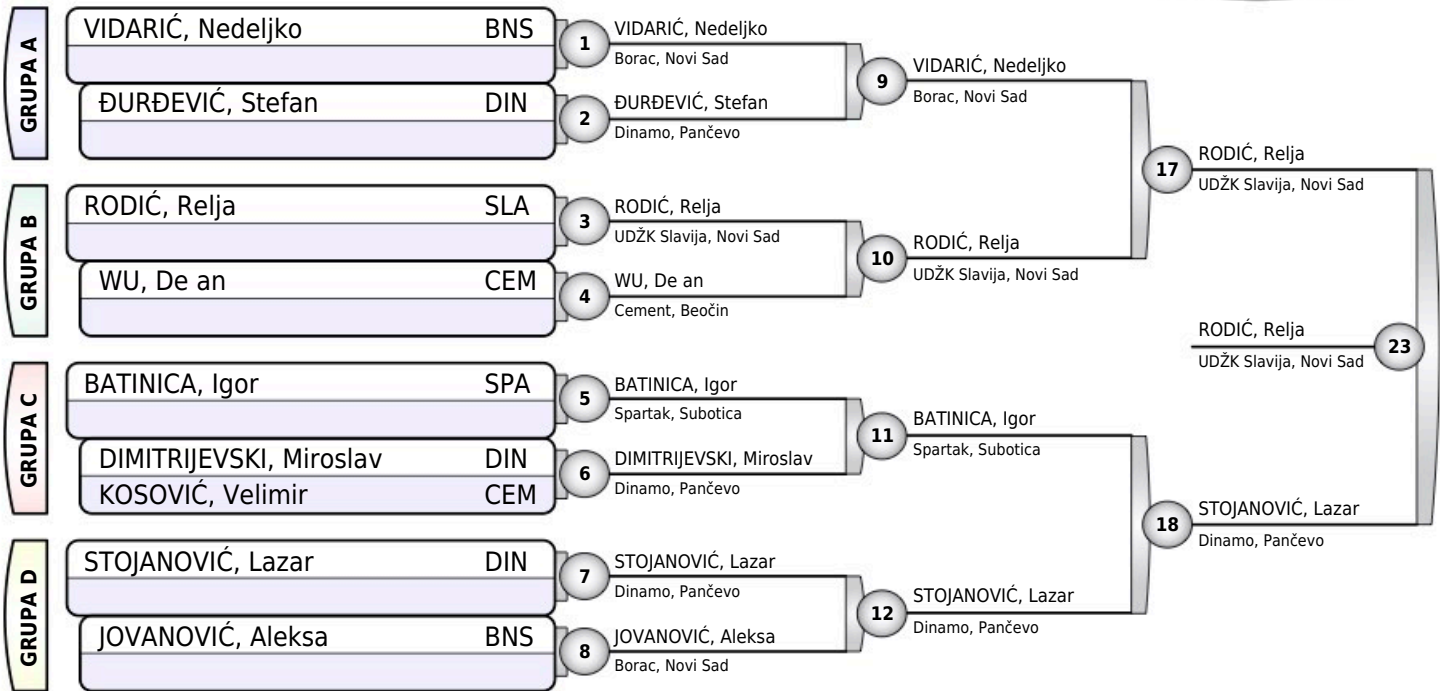 GRUPA A
VIDARIĆ, Nedeljko BNS
ĐURĐEVIĆ, Stefan DIN
GRUPA B
RODIĆ, Relja SLA
WU, De an CEM
GRUPA C
BATINICA, Igor SPA
DIMITRIJEVSKI, Miroslav DIN
KOSOVIĆ, Velimir CEM
GRUPA D
STOJANOVIĆ, Lazar DIN
JOVANOVIĆ, Aleksa BNS
1
VIDARIĆ, Nedeljko
Borac, Novi Sad
2
ĐURĐEVIĆ, Stefan
Dinamo, Pančevo
3
RODIĆ, Relja
UDŽK Slavija, Novi Sad
4
WU, De an
Cement, Beočin
5
BATINICA, Igor
Spartak, Subotica
6
DIMITRIJEVSKI, Miroslav
Dinamo, Pančevo
7
STOJANOVIĆ, Lazar
Dinamo, Pančevo
8
JOVANOVIĆ, Aleksa
Borac, Novi Sad
9
VIDARIĆ, Nedeljko
Borac, Novi Sad
10
RODIĆ, Relja
UDŽK Slavija, Novi Sad
11
BATINICA, Igor
Spartak, Subotica
12
STOJANOVIĆ, Lazar
Dinamo, Pančevo
17
RODIĆ, Relja
UDŽK Slavija, Novi Sad
18
STOJANOVIĆ, Lazar
Dinamo, Pančevo
RODIĆ, Relja
UDŽK Slavija, Novi Sad
23